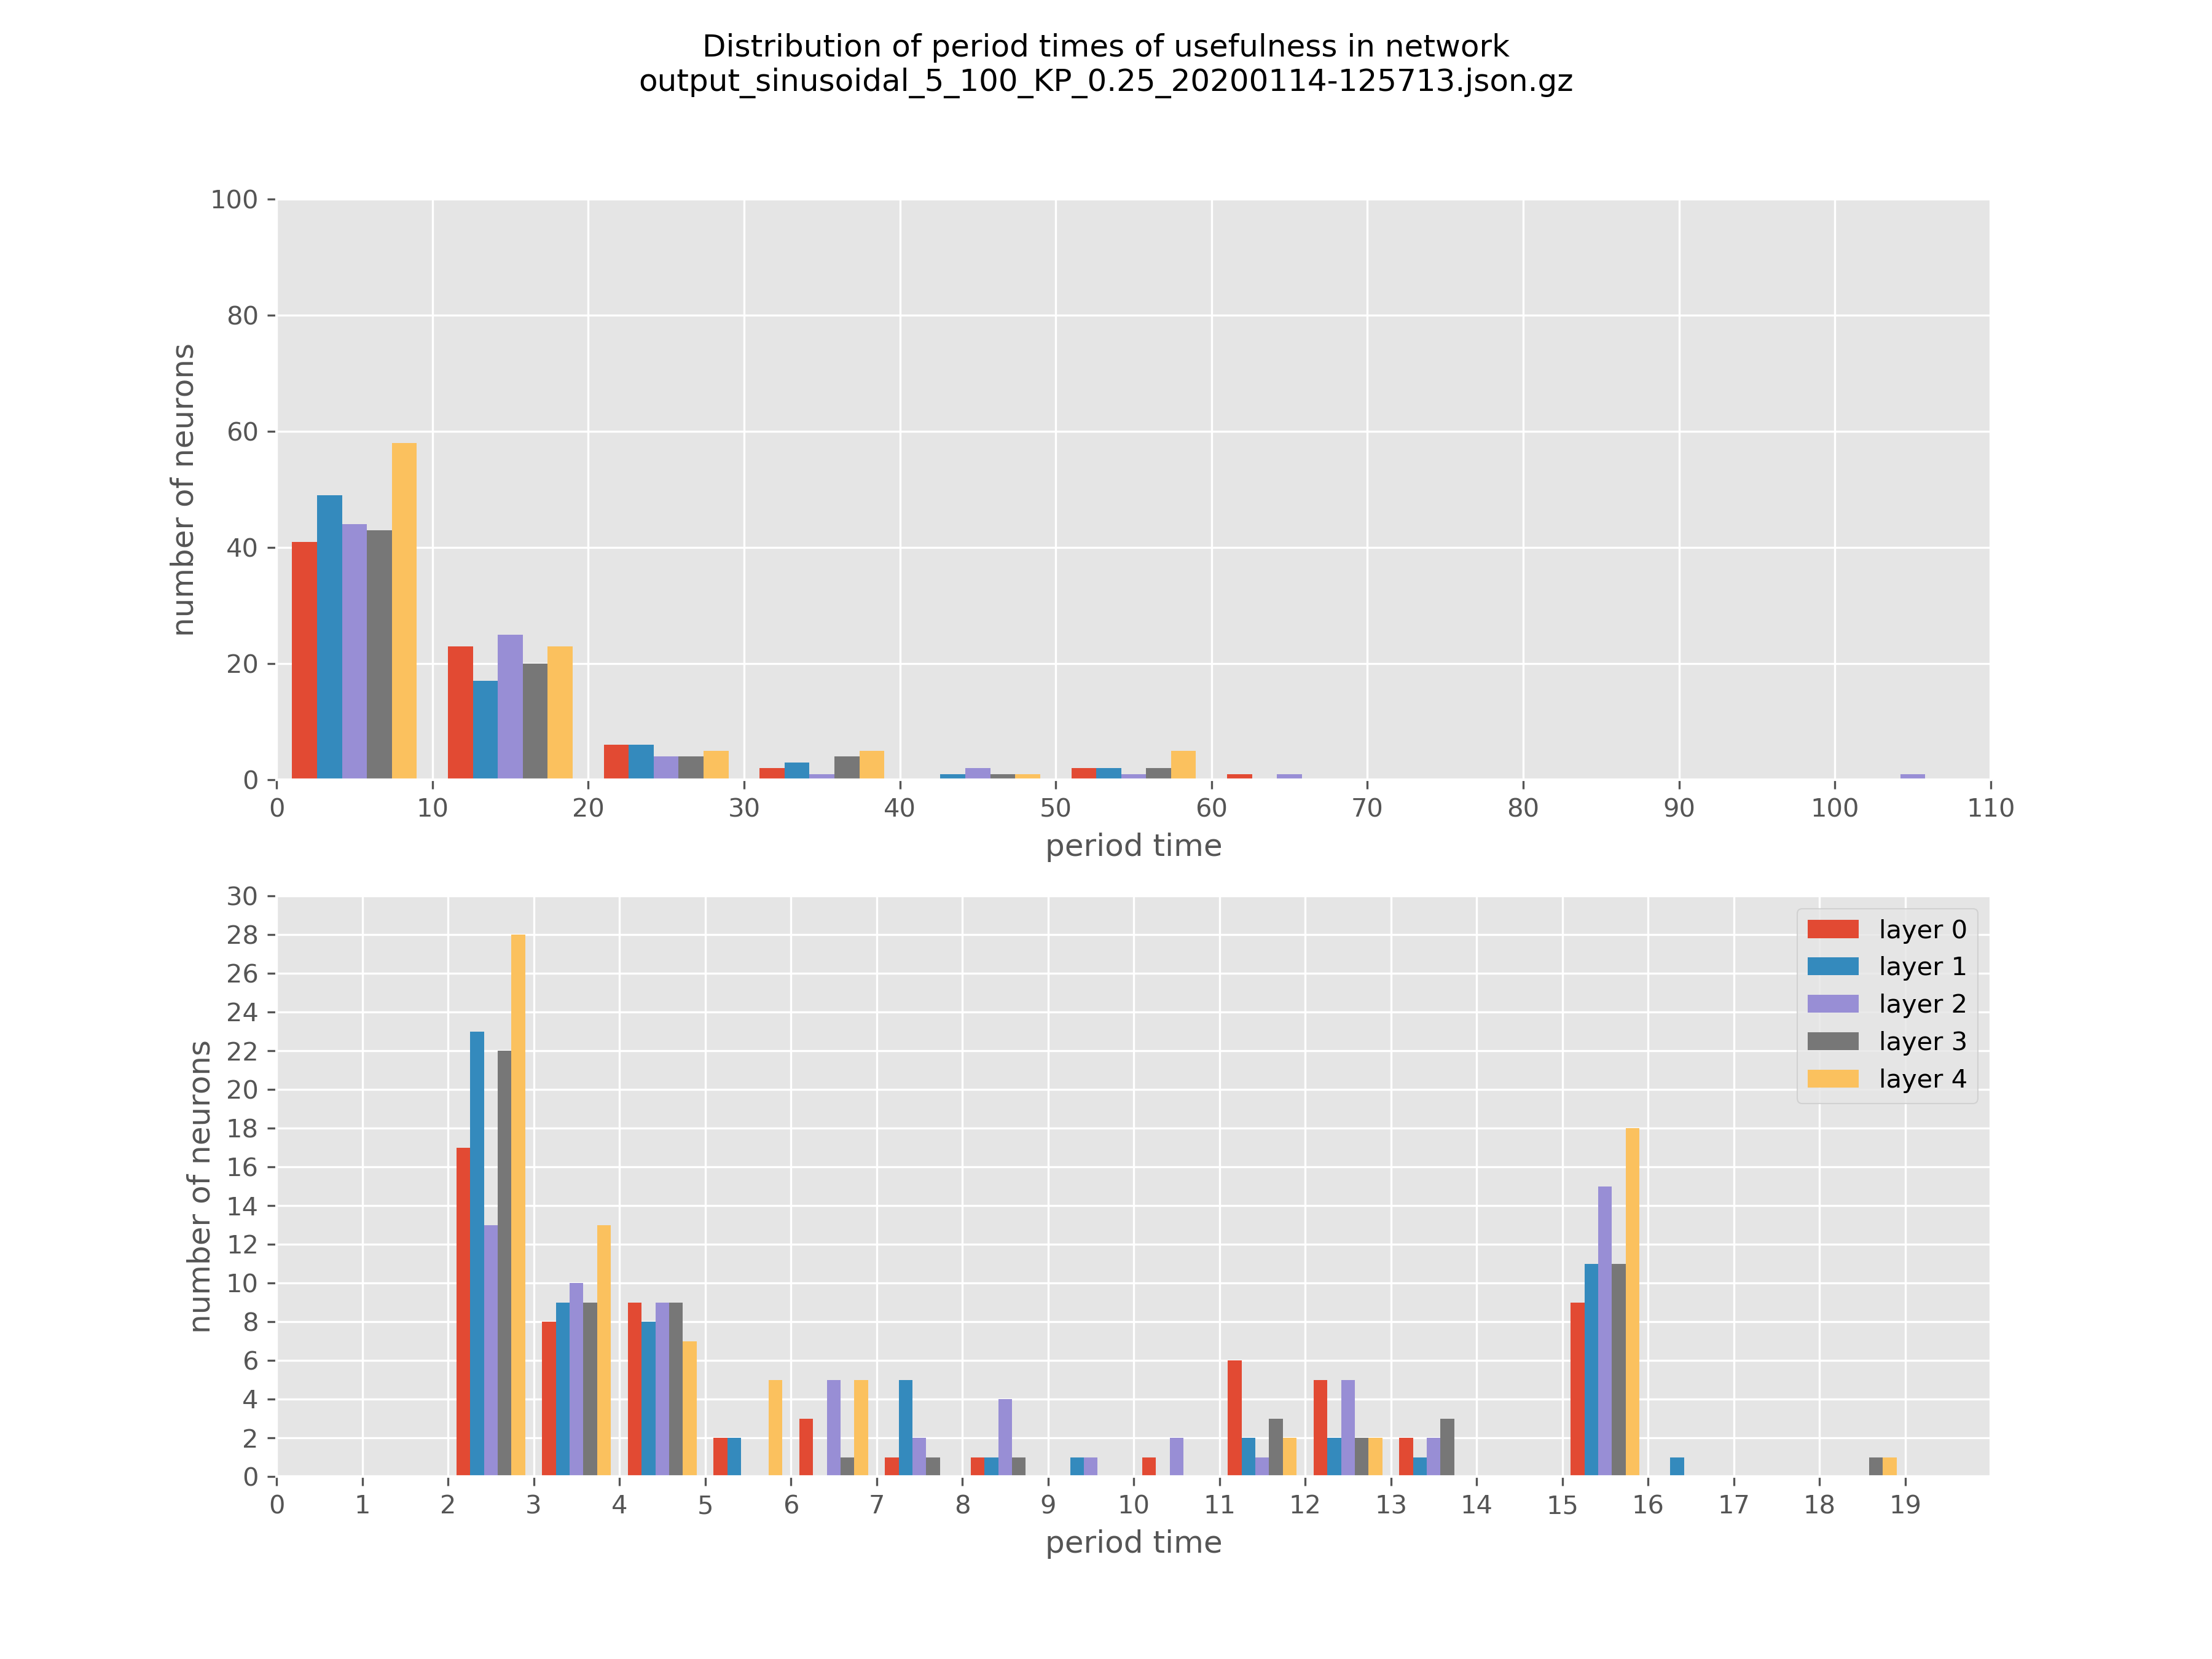 Distribution of period times of usefulness in network
output_sinusoidal_5_100_KP_0.25_20200114-125713.json.gz
100
80
60
40
20
0
number of neurons
0 10 20 30 40 50 60 70 80 90 100 110
period time
30
28
26
24
22
20
18
16
14
12
10
8
6
4
2
0
number of neurons
layer 0
layer 1
layer 2
layer 3
layer 4
0 1 2 3 4 5 6 7 8 9 10 11 12 13 14 15 16 17 18 19
period time